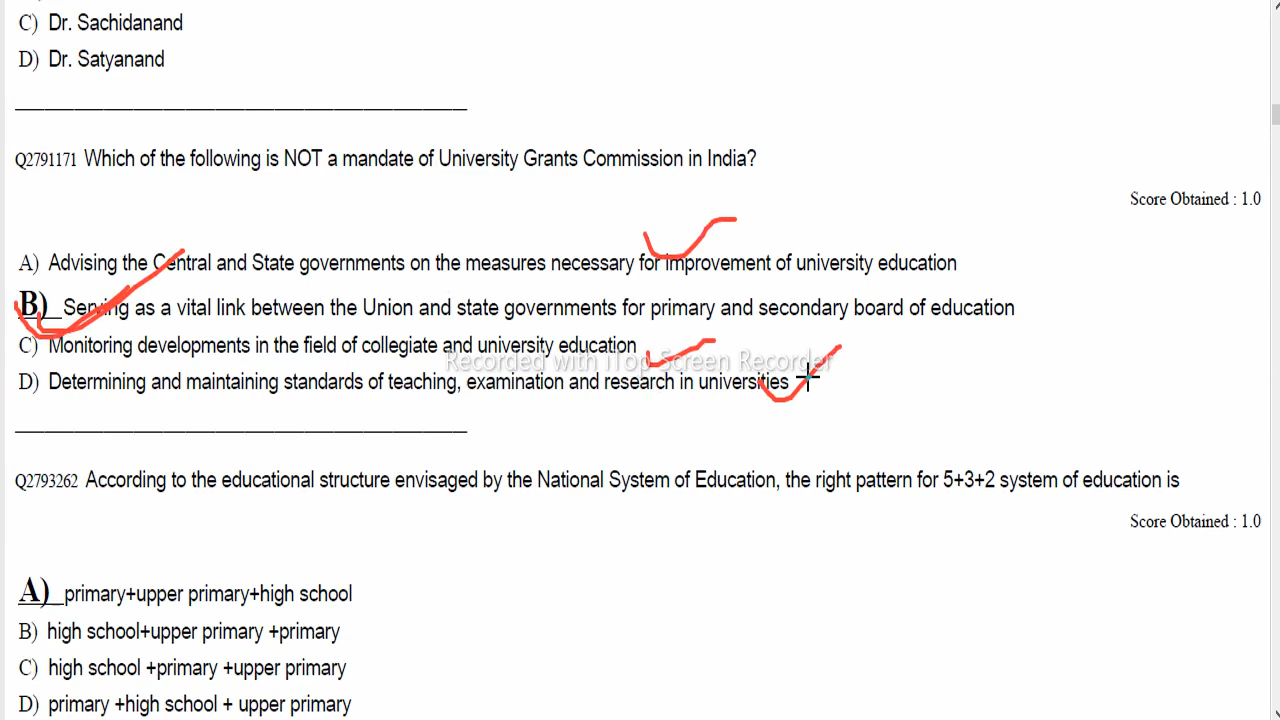 C) Dr. Sachidanand
D) Dr. Satyanand
Q2791171 Which of the following is NOT a mandate of University Grants Commission in India?
Score Obtained : 1.0
A) Advising the Central and State governments on the measures necessary for improvement of university education
B) Serving as a vital link between the Union and state governments for primary and secondary board of education
C) Monitoring developments in the field of collegiate and university education
Recorded with iTop Screen Recorder
D) Determining and maintaining standards of teaching, examination and research in universities
Q2793262 According to the educational structure envisaged by the National System of Education, the right pattern for 5+3+2 system of education is
Score Obtained : 1.0
A) primary+upper primary+high school
B) high school+upper primary +primary
C) high school +primary +upper primary
D) primary +high school + upper primary